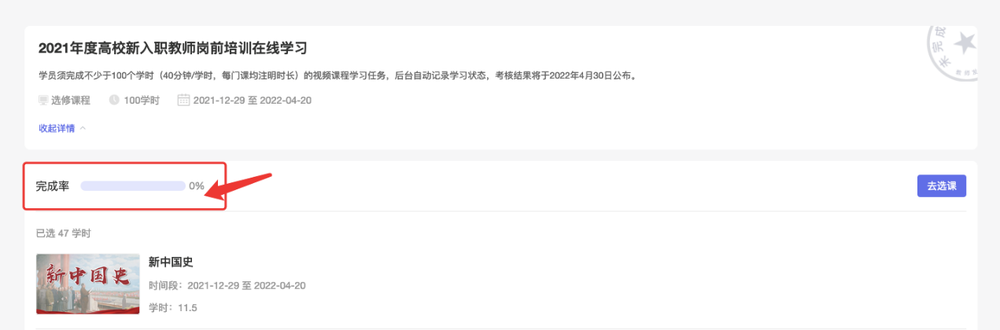 2021年度高校新入职教师岗前培训在线学习
学员须完成不少于100个学时（40分钟/学时，每门课均注明时长）的视频课程学习任务，后台自动记录学习状态，考核结果将于2022年4月30日公布。
选修课程 100学时 2021-12-29 至 2022-04-20
收起详情
未完成
完成率 0%
去选课
已选 47 学时
新中国史
新中国史
时间段：2021-12-29 至 2022-04-20
学时：11.5